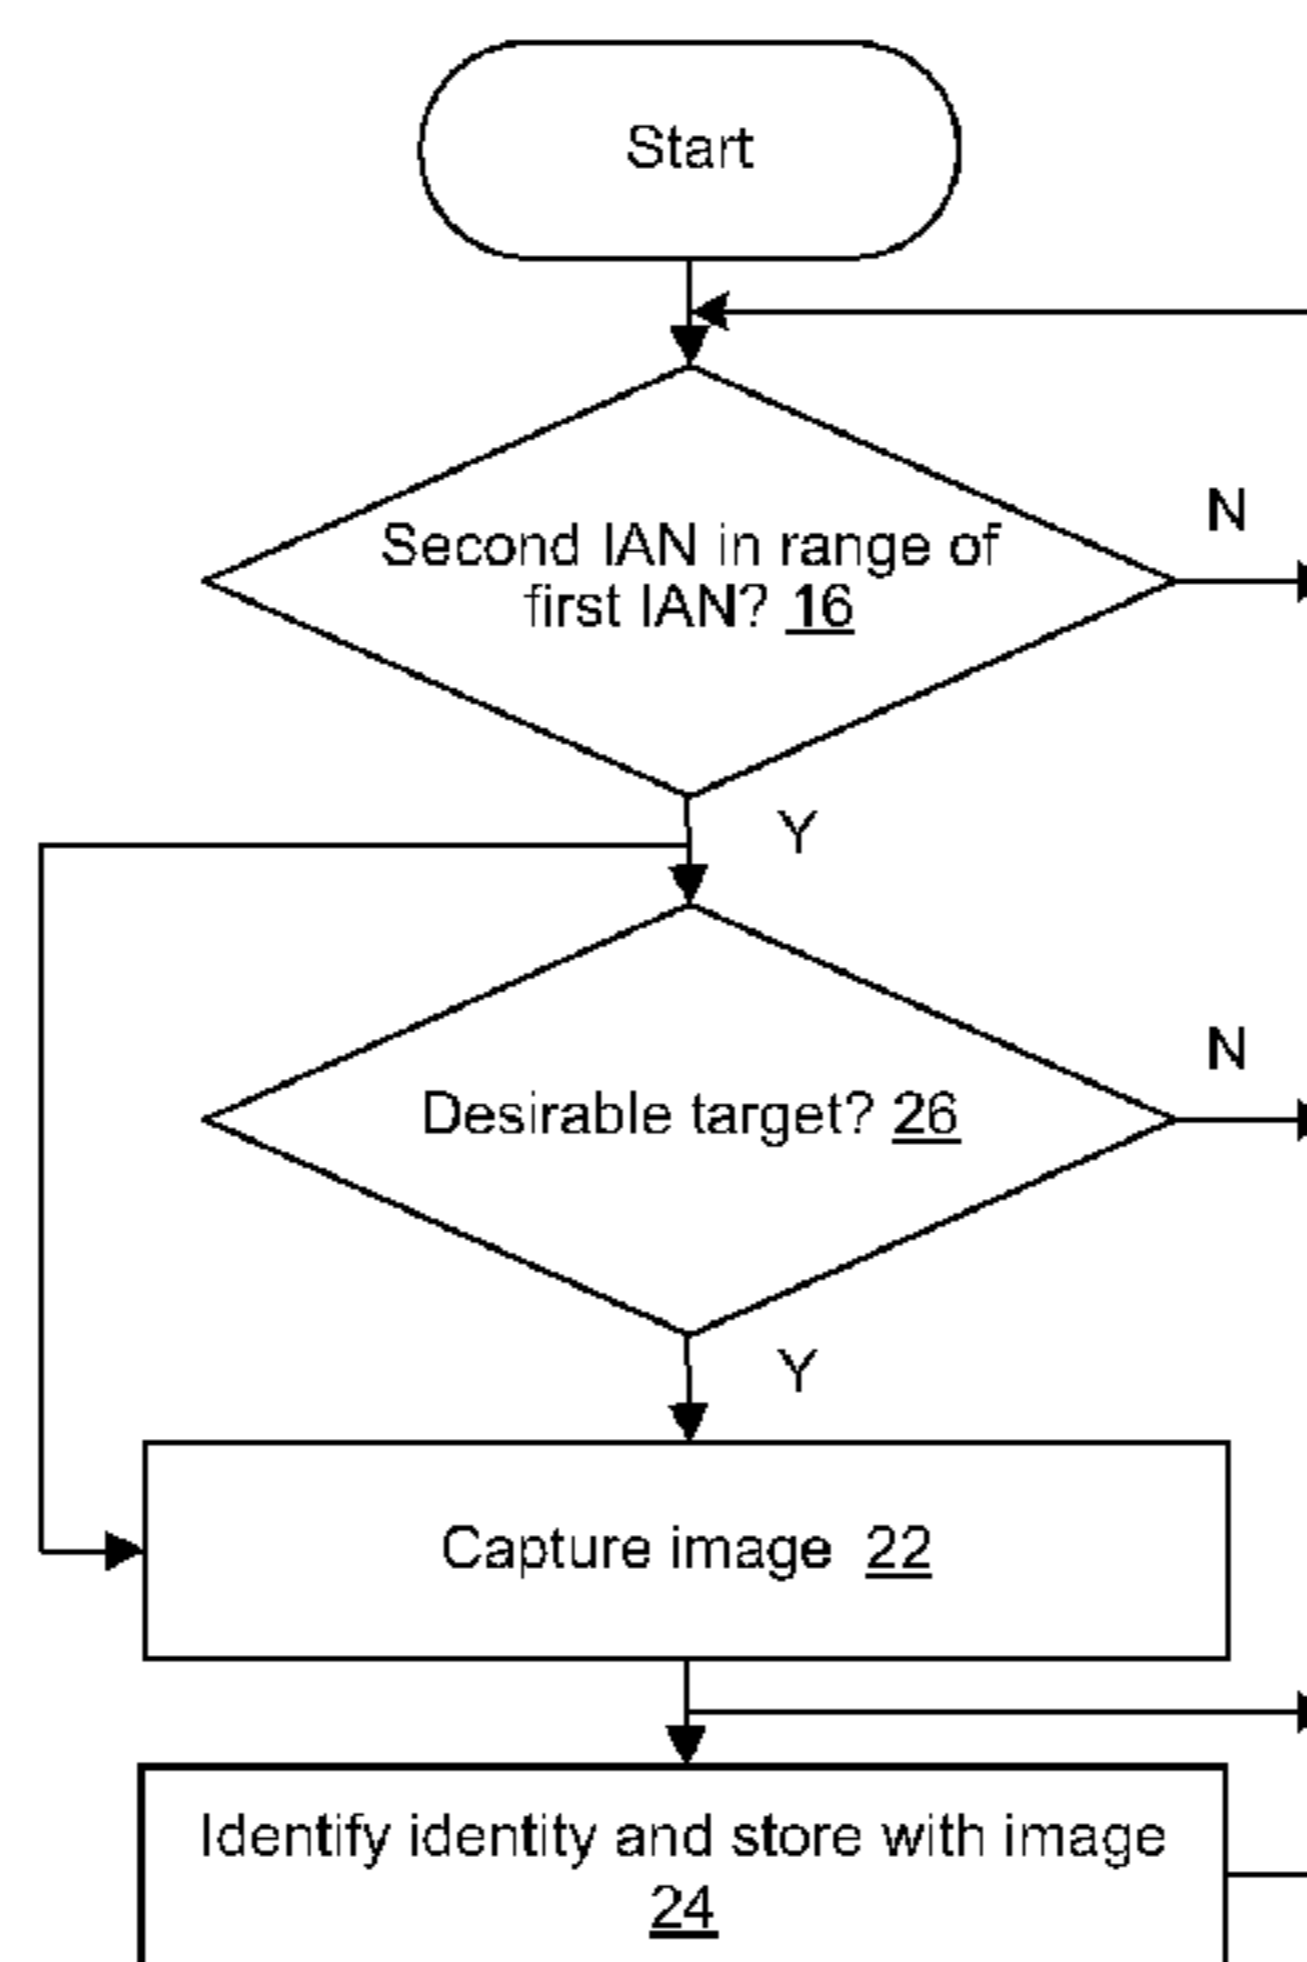 Start
N
Second IAN in range of
first IAN? 16
Y
N
Desirable target? 26
Y
Capture image 22
Identify identity and store with image
24